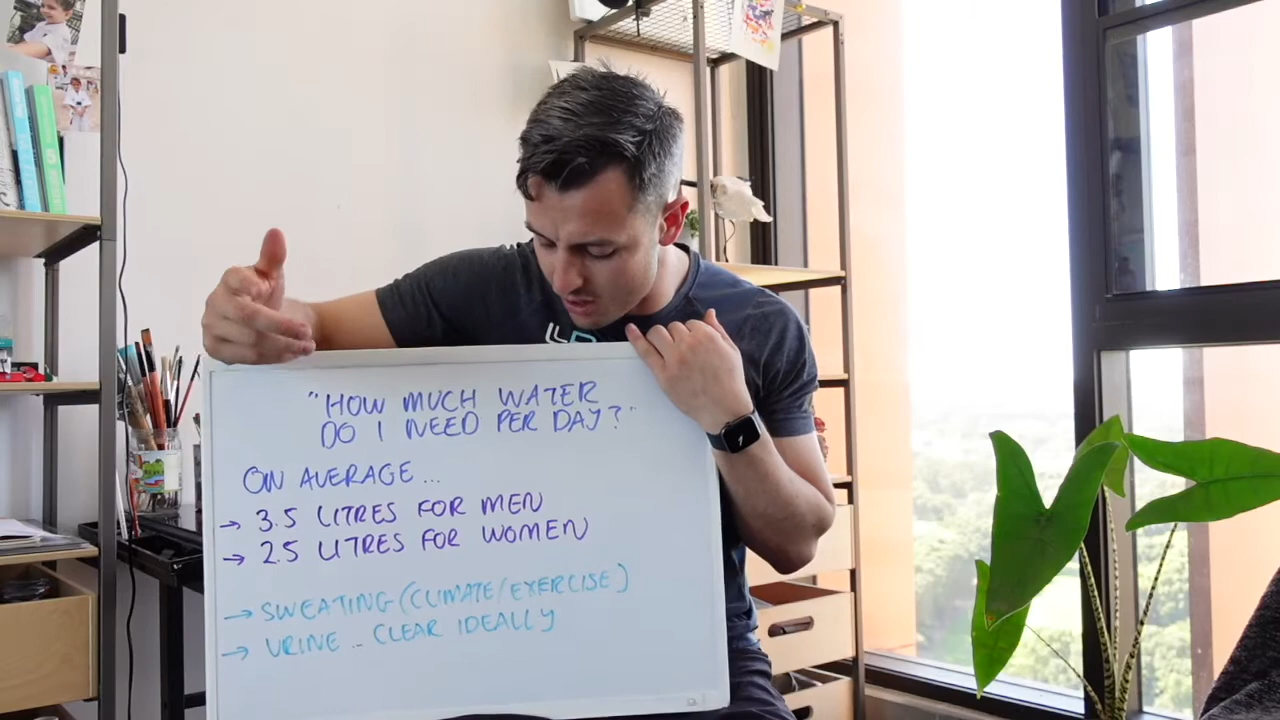 "HOW MUCH WATER
DO I NEED PER DAY?"
ON AVERAGE...
→ 3.5 LITRES FOR MEN
→ 2.5 LITRES FOR WOMEN
→ SWEATING (CLIMATE/EXERCISE)
→ URINE .. CLEAR IDEALLY
5